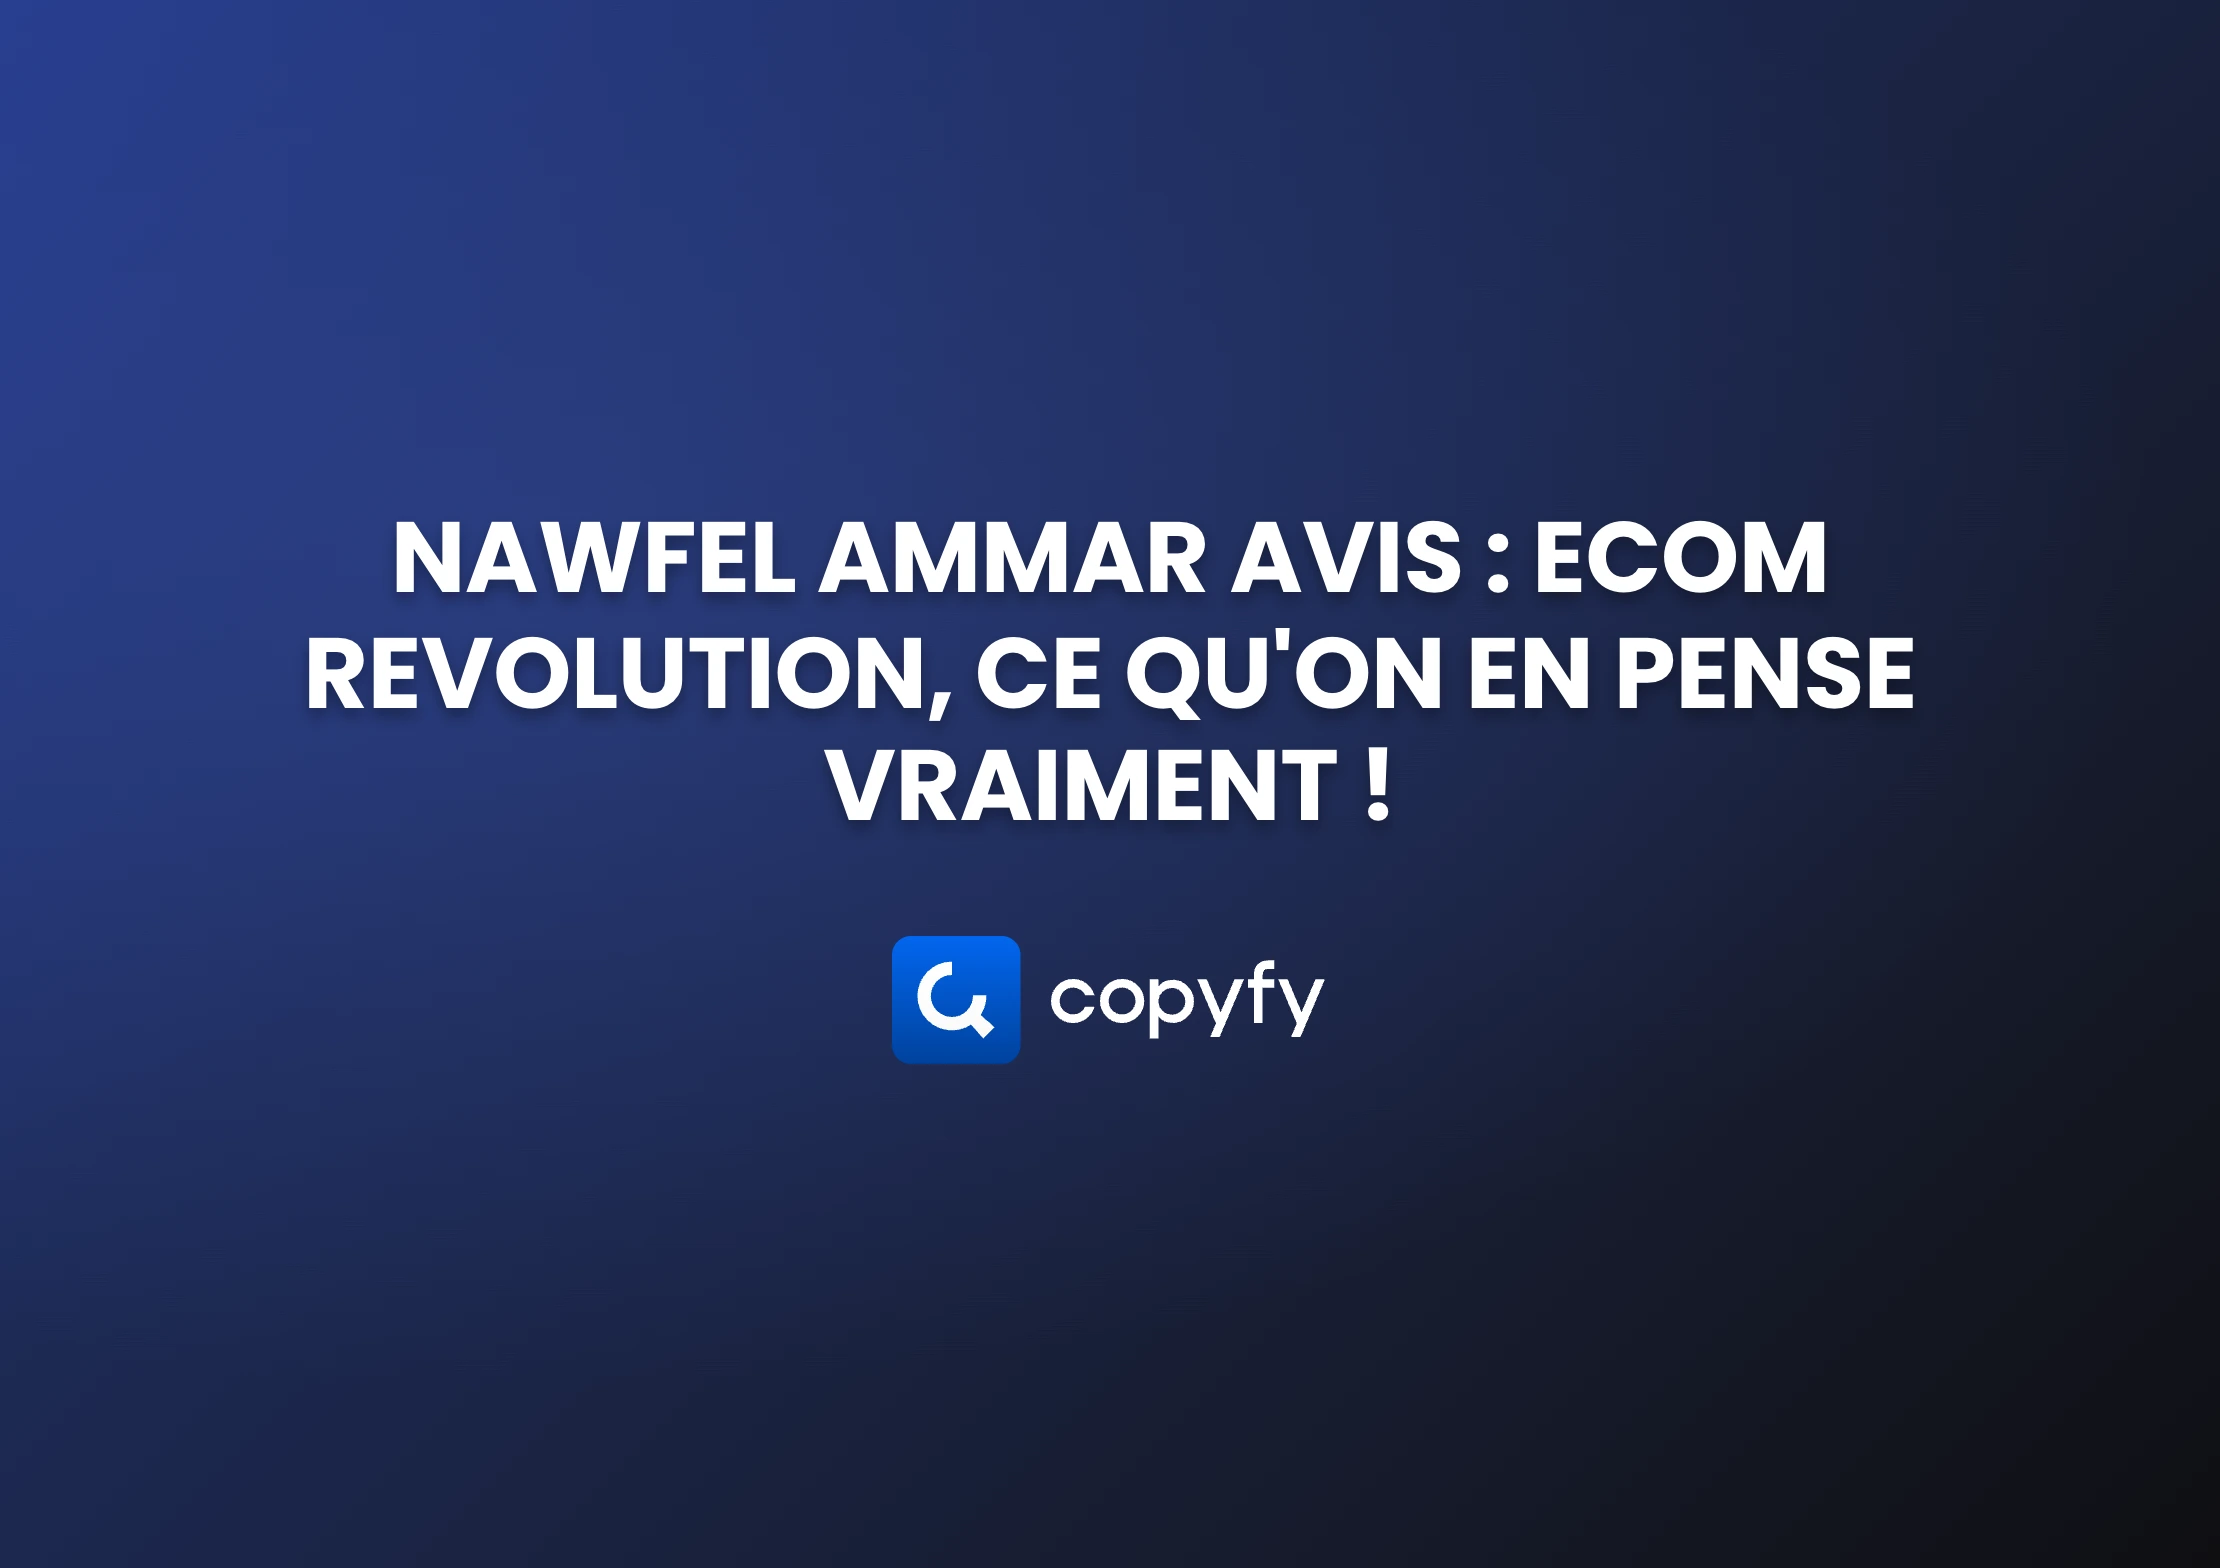 NAWFEL AMMAR AVIS : ECOM
REVOLUTION, CE QU'ON EN PENSE
VRAIMENT !
copyfy